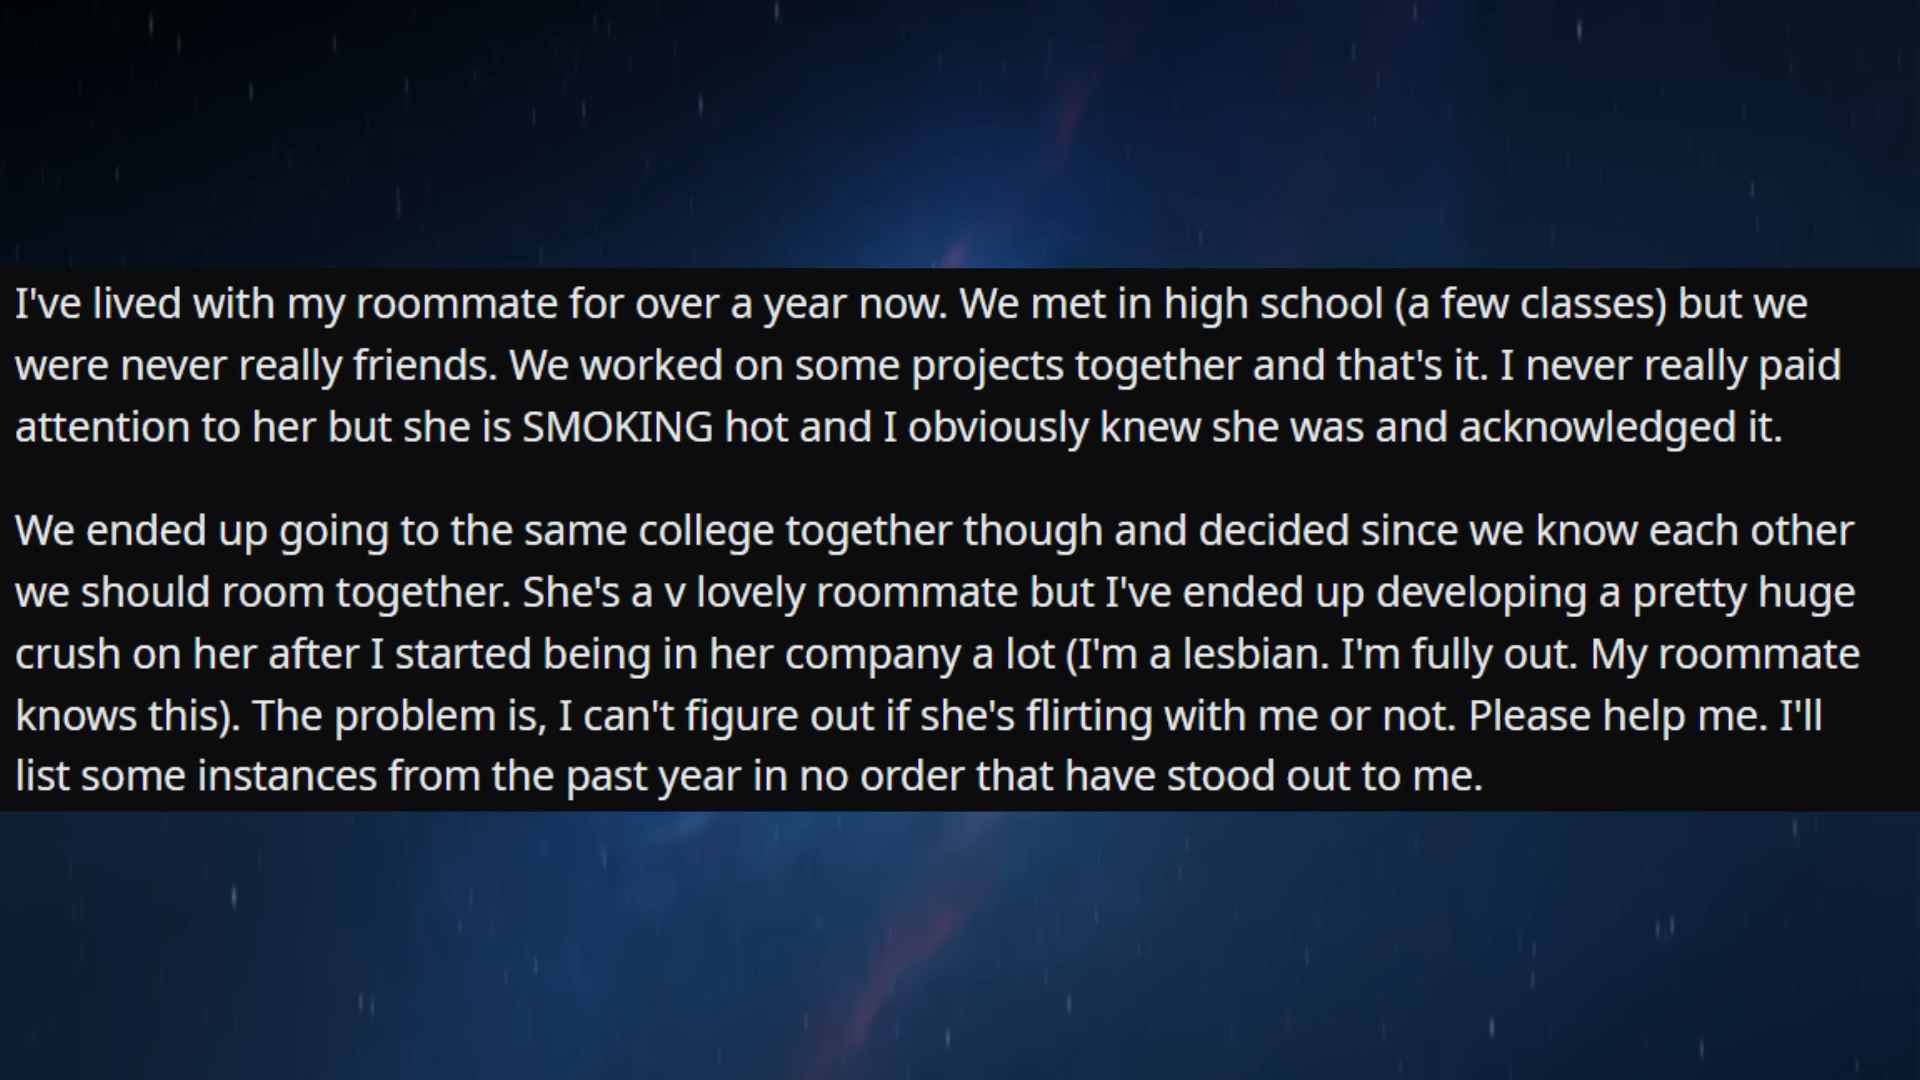 I've lived with my roommate for over a year now. We met in high school (a few classes) but we
were never really friends. We worked on some projects together and that's it. I never really paid
attention to her but she is SMOKING hot and I obviously knew she was and acknowledged it.
We ended up going to the same college together though and decided since we know each other
we should room together. She's a v lovely roommate but I've ended up developing a pretty huge
crush on her after I started being in her company a lot (I'm a lesbian. I'm fully out. My roommate
knows this). The problem is, I can't figure out if she's flirting with me or not. Please help me. I'll
list some instances from the past year in no order that have stood out to me.